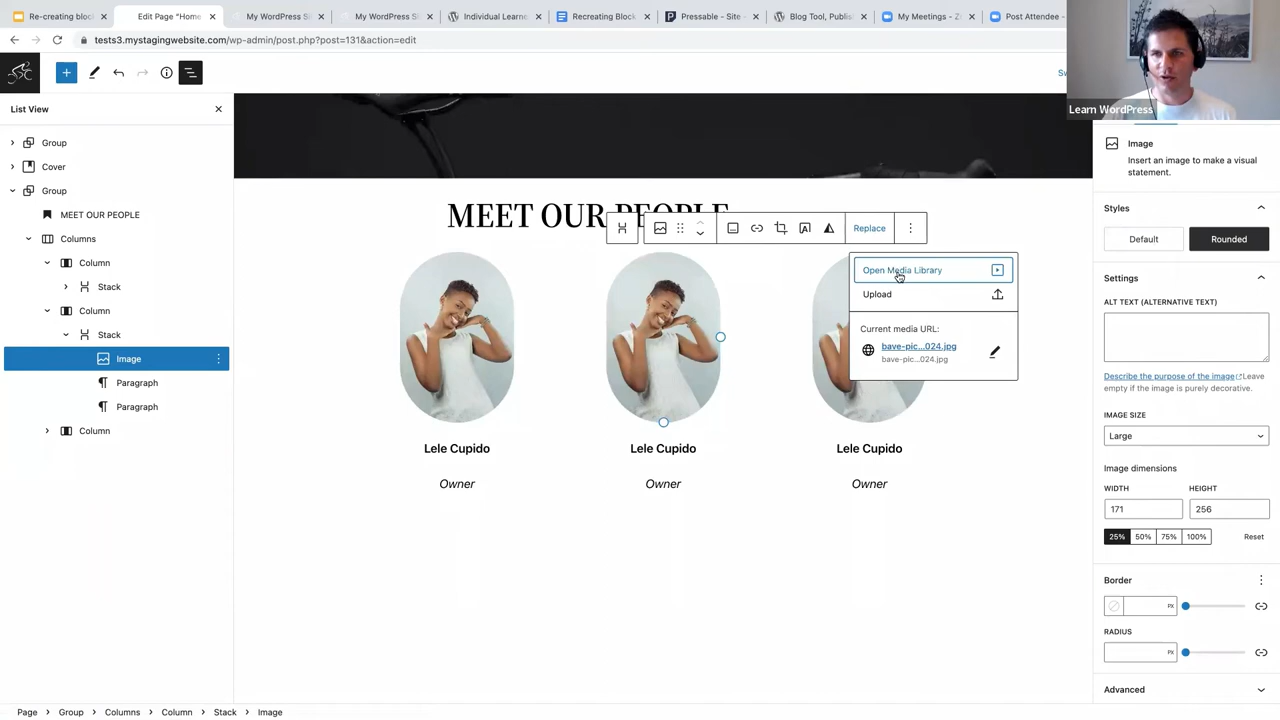 Re-creating block
Edit Page "Home
My WordPress Si
My WordPress Si
Individual Learne
Recreating Block
Pressable - Site
Blog Tool, Publis
My Meetings - Z
Post Attendee
tests3.mystagingwebsite.com/wp-admin/post.php?post=131&action=edit
Learn WordPress
List View
Group
Cover
Group
MEET OUR PEOPLE
Columns
Column
Stack
Column
Stack
Image
Paragraph
Paragraph
Column
MEET OUR PEOPLE
Replace
Open Media Library
Upload
Current media URL:
bave-pic...024.jpg
bave-pic...024.jpg
Lele Cupido
Lele Cupido
Lele Cupido
Owner
Owner
Owner
Image
Insert an image to make a visual
statement.
Styles
Default
Rounded
Settings
ALT TEXT (ALTERNATIVE TEXT)
Describe the purpose of the image Leave
empty if the image is purely decorative.
IMAGE SIZE
Large
Image dimensions
WIDTH
HEIGHT
171
256
25%
50%
75%
100%
Reset
Border
PX
RADIUS
PX
Advanced
Page
Group
Columns
Column
Stack
Image